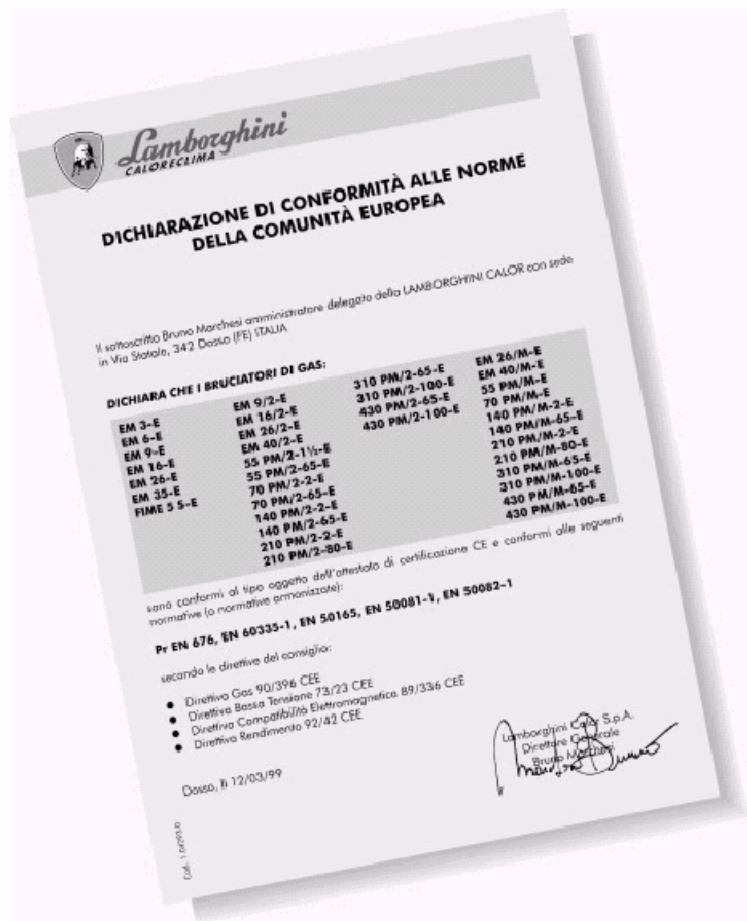 Lamborghini
CALORECLIMA
DICHIARAZIONE DI CONFORMITÀ ALLE NORME
DELLA COMUNITÀ EUROPEA
Il sottoscritto Bruno Marchesi amministratore delegato della LAMBORGHINI CALOR con sede
in Via Statale, 342 Dosso (FE) ITALIA
DICHIARA CHE I BRUCIATORI DI GAS:
EM 3-E
EM 6-E
EM 9-E
EM 16-E
EM 26-E
EM 35-E
FIME 5 S-E
EM 9/2-E
EM 16/2-E
EM 26/2-E
EM 40/2-E
55 PM/2-1½-E
55 PM/2-65-E
70 PM/2-2-E
70 PM/2-65-E
140 PM/2-2-E
140 PM/2-65-E
210 PM/2-2-E
210 PM/2-80-E
310 PM/2-65-E
310 PM/2-100-E
430 PM/2-65-E
430 PM/2-100-E
EM 26/M-E
EM 40/M-E
55 PM/M-E
70 PM/M-E
140 PM/M-2-E
140 PM/M-65-E
210 PM/M-2-E
210 PM/M-80-E
310 PM/M-65-E
310 PM/M-100-E
430 PM/M-65-E
430 PM/M-100-E
sono conformi al tipo oggetto dell'attestato di certificazione CE e conformi alle seguenti
normative (o normative armonizzate):
Pr EN 676, EN 60335-1, EN 50165, EN 50081-1, EN 50082-1
secondo le direttive del consiglio:
• Direttiva Gas 90/396 CEE
• Direttiva Bassa Tensione 73/23 CEE
• Direttiva Compatibilità Elettromagnetica 89/336 CEE
• Direttiva Rendimento 92/42 CEE
Dosso, li 12/03/99
Lamborghini Calor S.p.A.
Direttore Generale
Bruno Marchesi